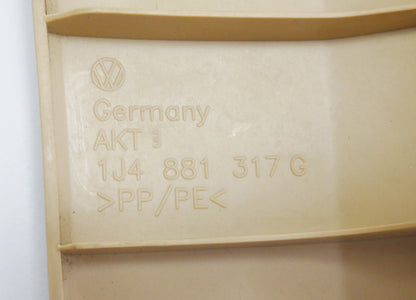 Germany
AKT 3
1J4 881 317 G
>PP/PE<